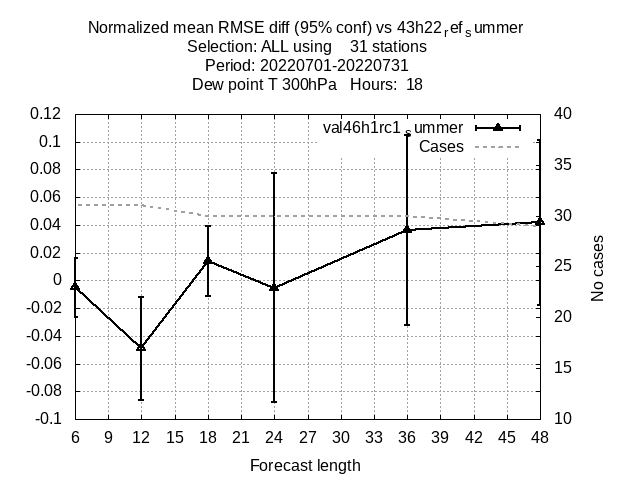 Normalized mean RMSE diff (95% conf) vs 43h22refsummer
Selection: ALL using 31 stations
Period: 20220701-20220731
Dew point T 300hPa Hours: 18
val46h1rc1summer
Cases
0.12
0.1
0.08
0.06
0.04
0.02
0
-0.02
-0.04
-0.06
-0.08
-0.1
40
35
30
25
20
15
10
No cases
6 9 12 15 18 21 24 27 30 33 36 39 42 45 48
Forecast length